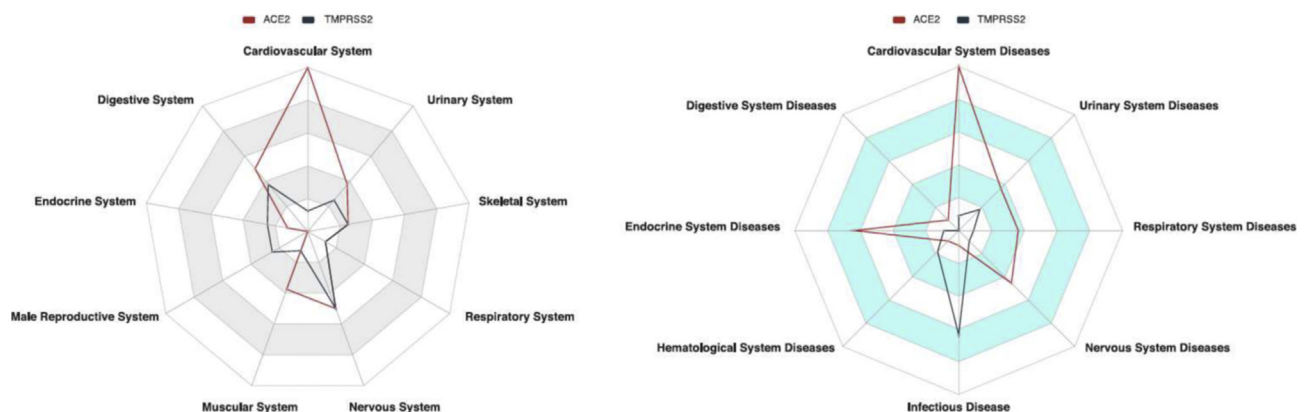 ACE2 TMPRSS2
Cardiovascular System
Digestive System
Urinary System
Endocrine System
Skeletal System
Male Reproductive System
Respiratory System
Muscular System
Nervous System
ACE2 TMPRSS2
Cardiovascular System Diseases
Digestive System Diseases
Urinary System Diseases
Endocrine System Diseases
Respiratory System Diseases
Hematological System Diseases
Nervous System Diseases
Infectious Disease